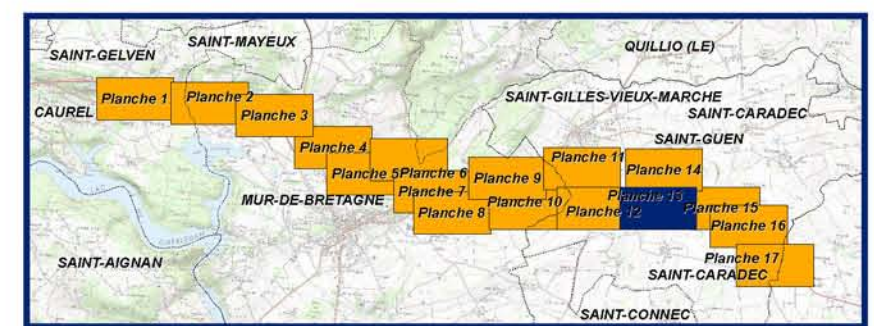 SAINT-GELVEN
SAINT-MAYEUX
QUILLIO (LE)
SAINT-GILLES-VIEUX-MARCHE
SAINT-CARADEC
CAUREL
Planche 1
Planche 2
Planche 3
SAINT-GUEN
Planche 4
Planche 11
Planche 14
Planche 5
Planche 6
Planche 9
MUR-DE-BRETAGNE
Planche 7
Planche 10
Planche 13
Planche 8
Planche 12
Planche 15
Planche 16
SAINT-AIGNAN
Planche 17
SAINT-CARADEC
SAINT-CONNEC